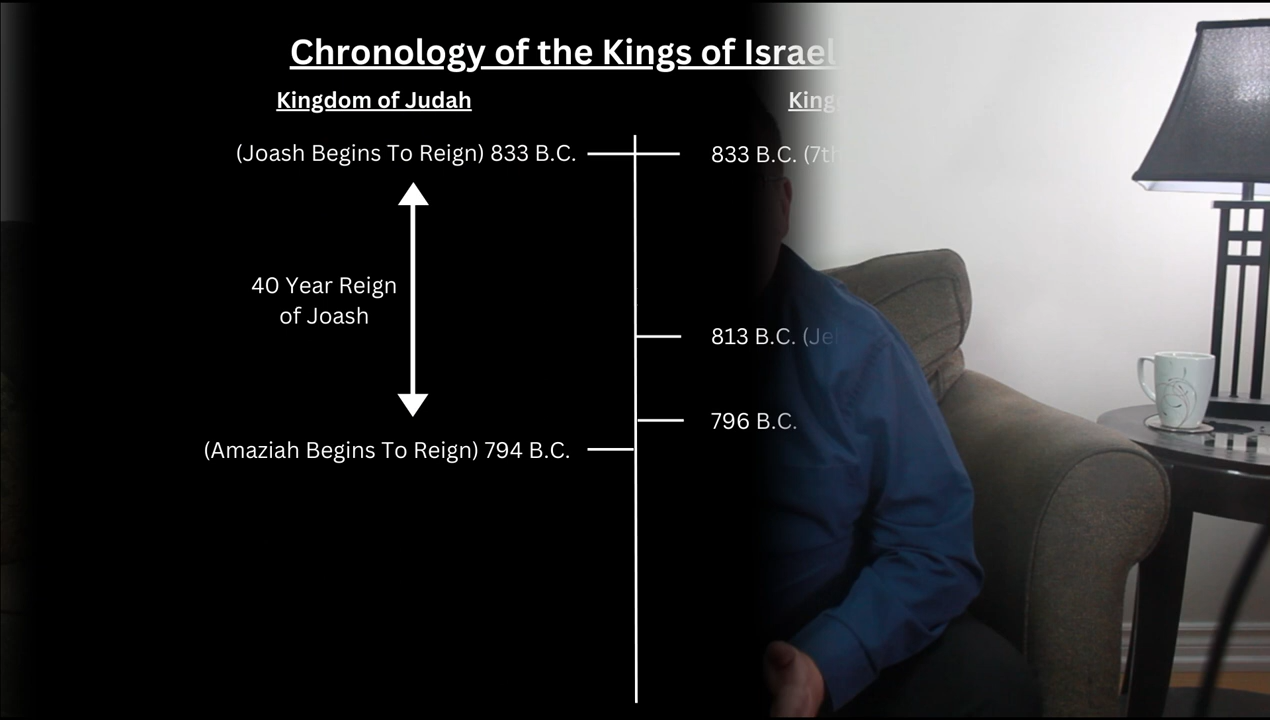 Chronology of the Kings of Israel
Kingdom of Judah
(Joash Begins To Reign) 833 B.C.
833 B.C. (7th
40 Year Reign
of Joash
813 B.C.
796 B.C.
(Amaziah Begins To Reign) 794 B.C.